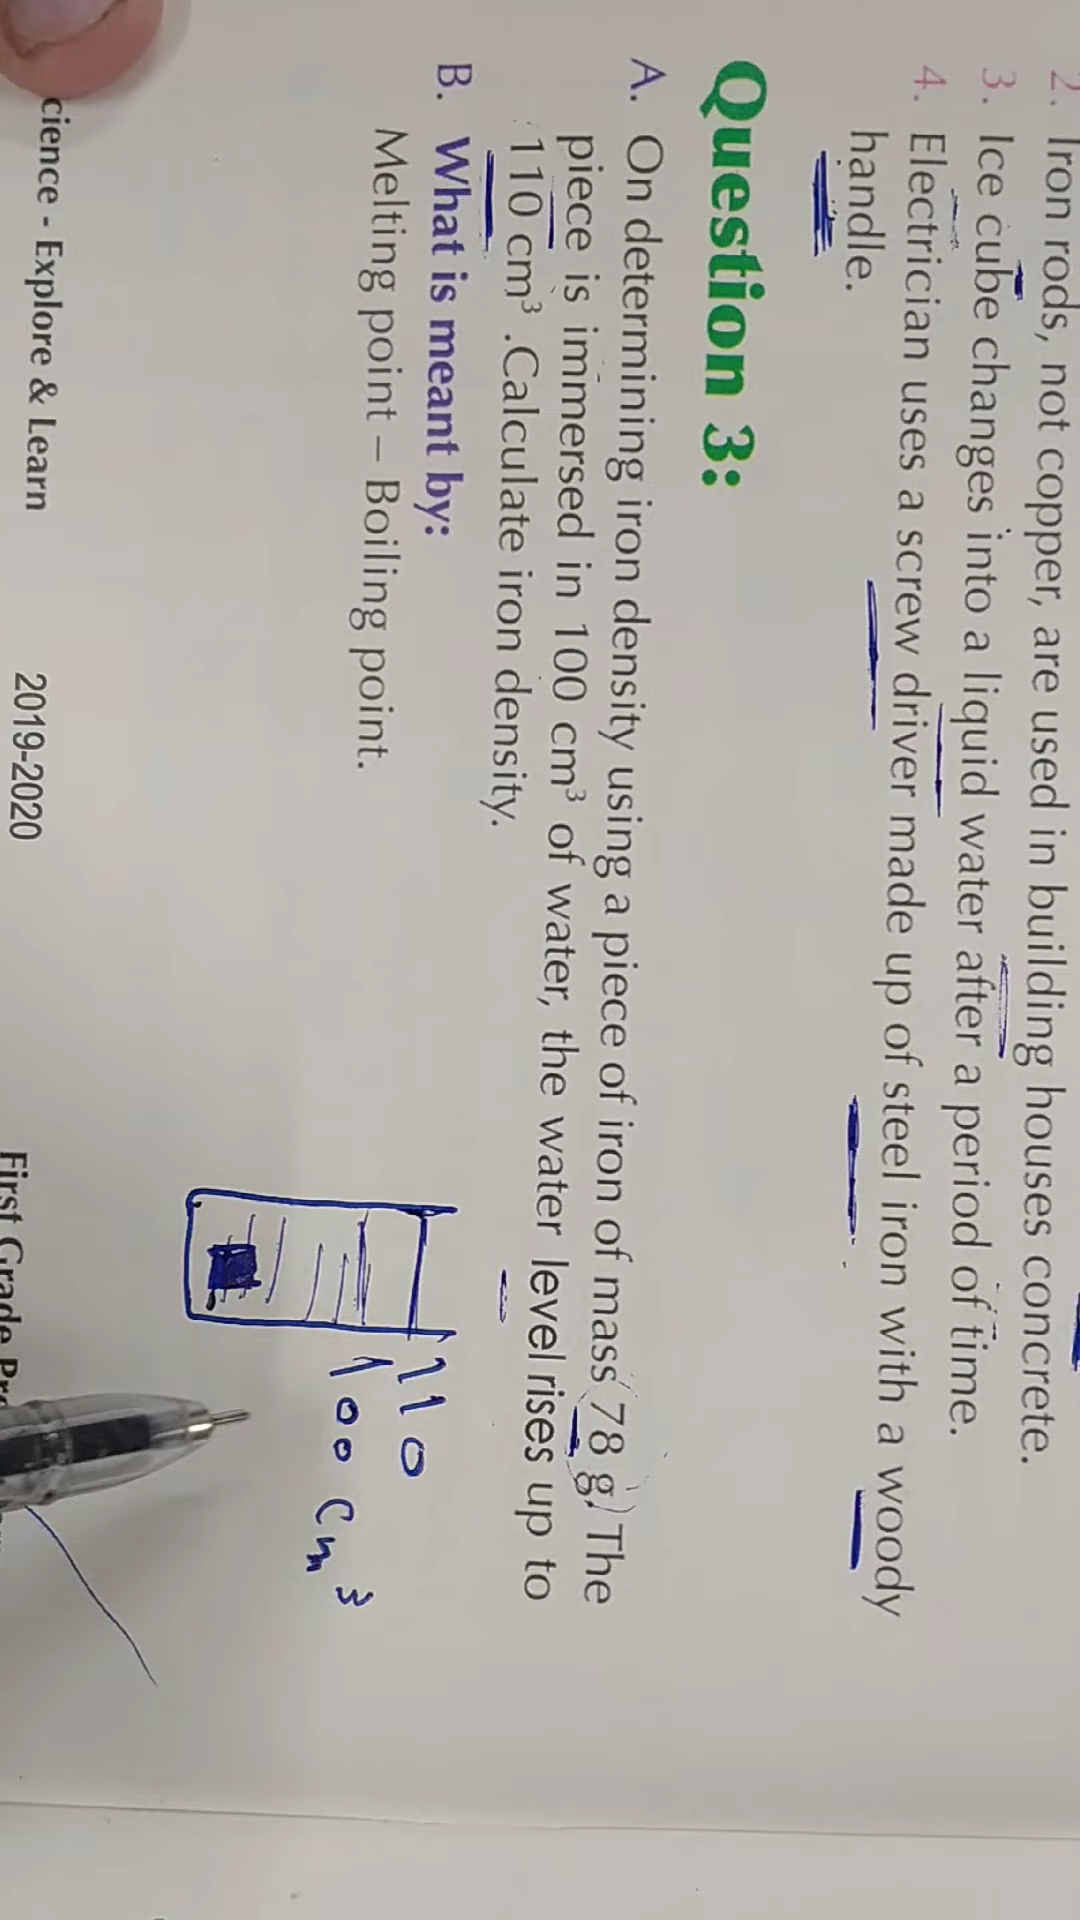 2. Iron rods, not copper, are used in building houses concrete.
3. Ice cube changes into a liquid water after a period of time.
4. Electrician uses a screw driver made up of steel iron with a woody
handle.
Question 3:
A. On determining iron density using a piece of iron of mass 78 g. The
piece is immersed in 100 cm³ of water, the water level rises up to
110 cm³ .Calculate iron density.
B. What is meant by:
Melting point – Boiling point.
110
100 cm³
cience - Explore & Learn 2019-2020 First Grade